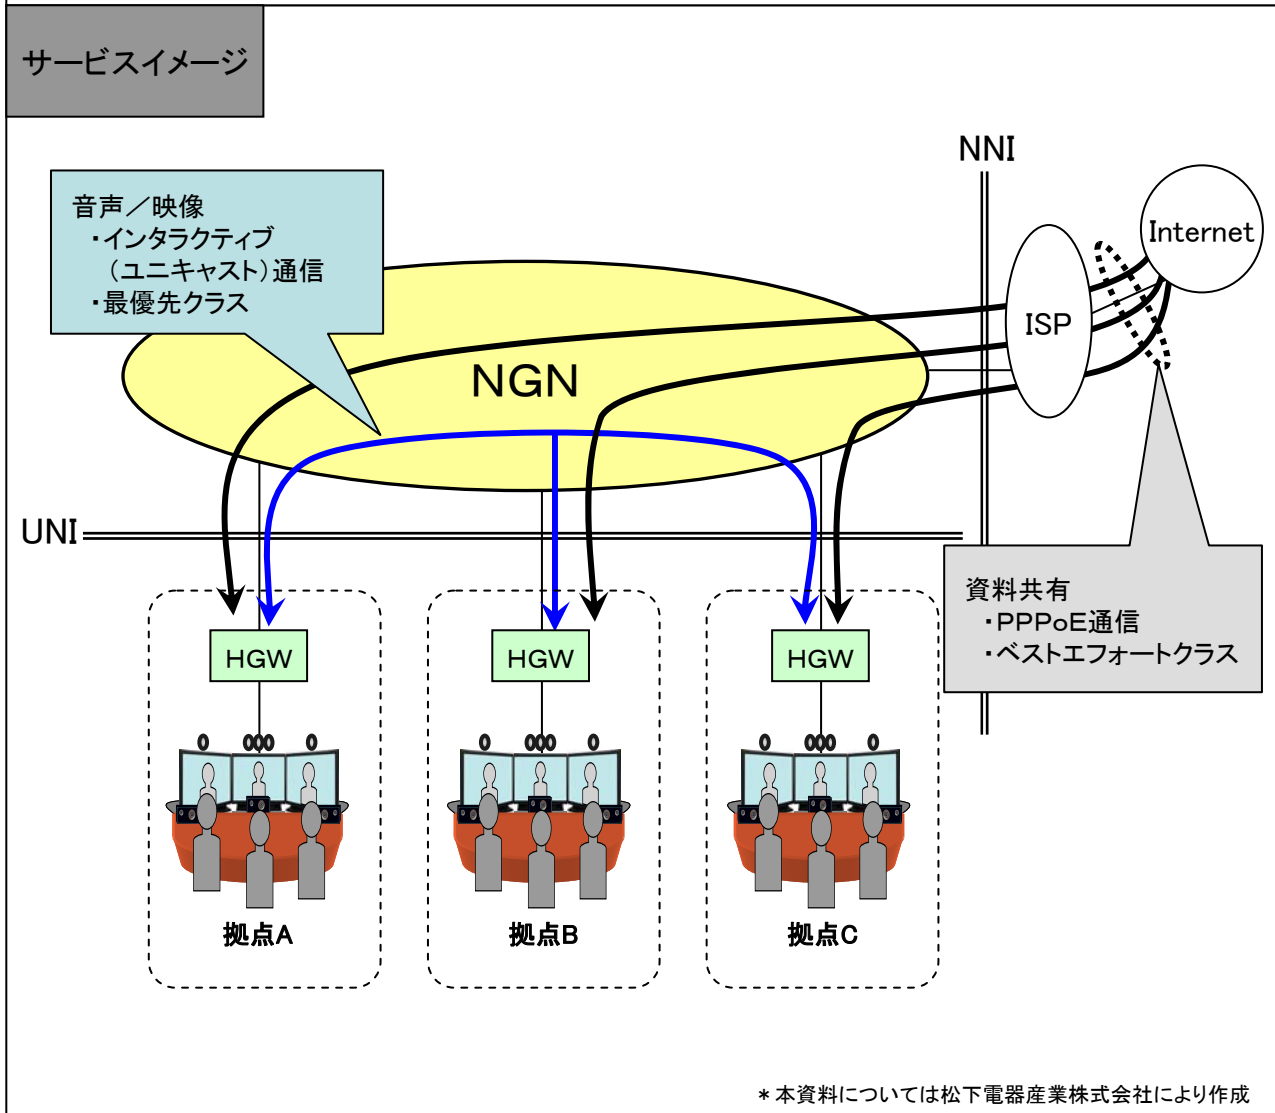 サービスイメージ
NNI
音声／映像
・インタラクティブ
（ユニキャスト）通信
・最優先クラス
Internet
ISP
NGN
UNI
資料共有
・PPPoE通信
・ベストエフォートクラス
HGW
HGW
HGW
拠点A
拠点B
拠点C
＊本資料については松下電器産業株式会社により作成